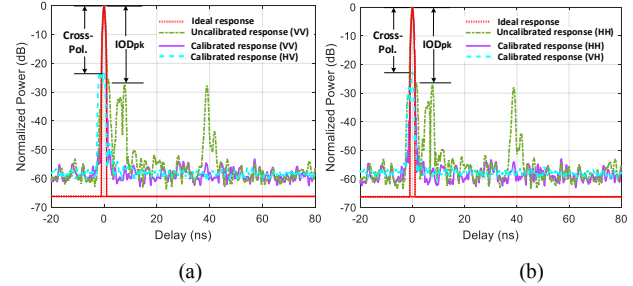 0
-10
-20
-30
-40
-50
-60
-70
Normalized Power (dB)
-20
0
20
40
60
80
Delay (ns)
Cross-
Pol.
IODpk
Ideal response
Uncalibrated response (VV)
Calibrated response (VV)
Calibrated response (HV)
(a)
0
-10
-20
-30
-40
-50
-60
-70
Normalized Power (dB)
-20
0
20
40
60
80
Delay (ns)
Cross-
Pol.
IODpk
Ideal response
Uncalibrated response (HH)
Calibrated response (HH)
Calibrated response (VH)
(b)